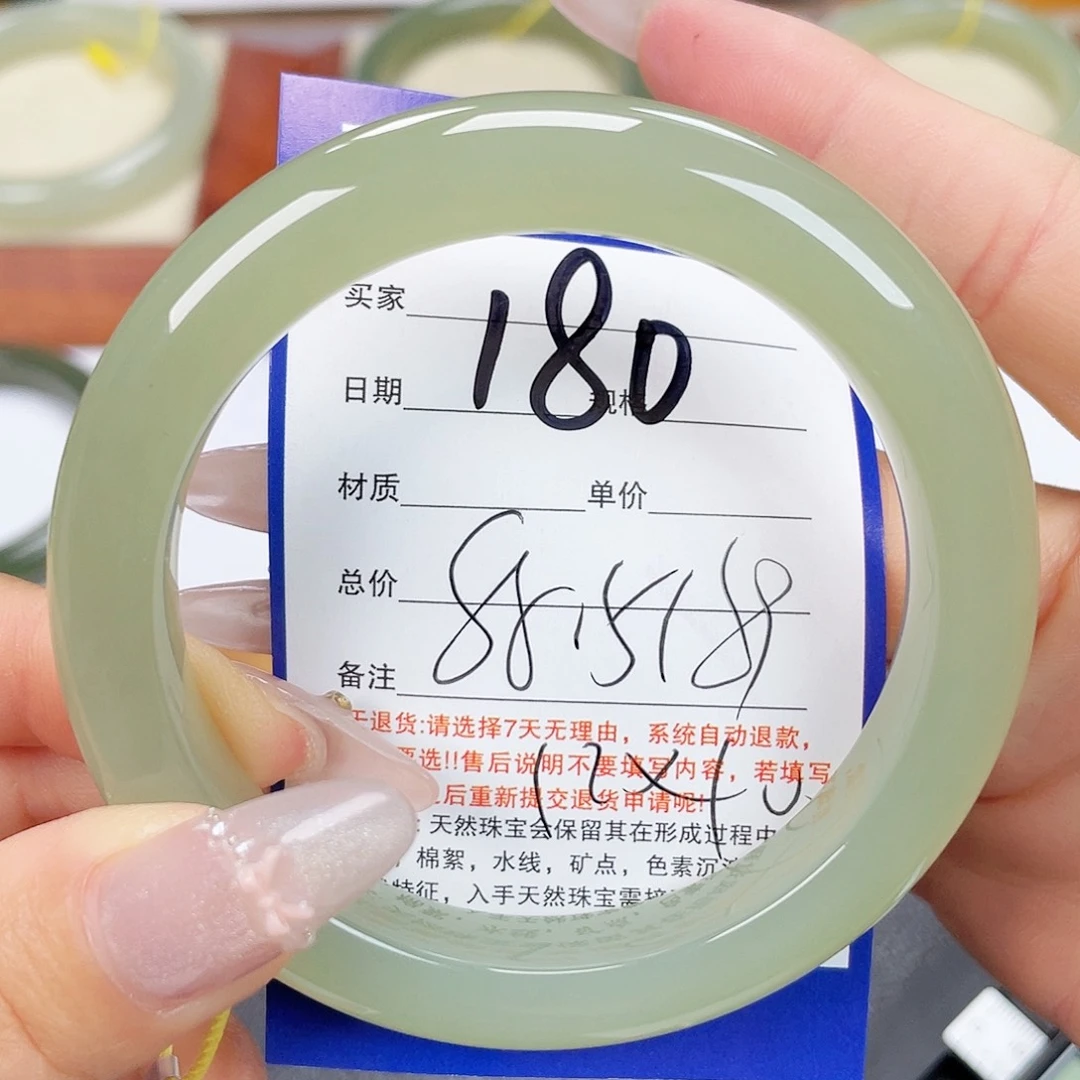 买家
180
日期 规格
材质 单价
总价
备注
退货:请选择7天无理由，系统自动退款，
选!!售后说明不要填写内容，若填写
后重新提交退货申请呢!
12x10
：天然珠宝会保留其在形成过程中
棉絮，水线，矿点，色素沉
特征，入手天然珠宝需